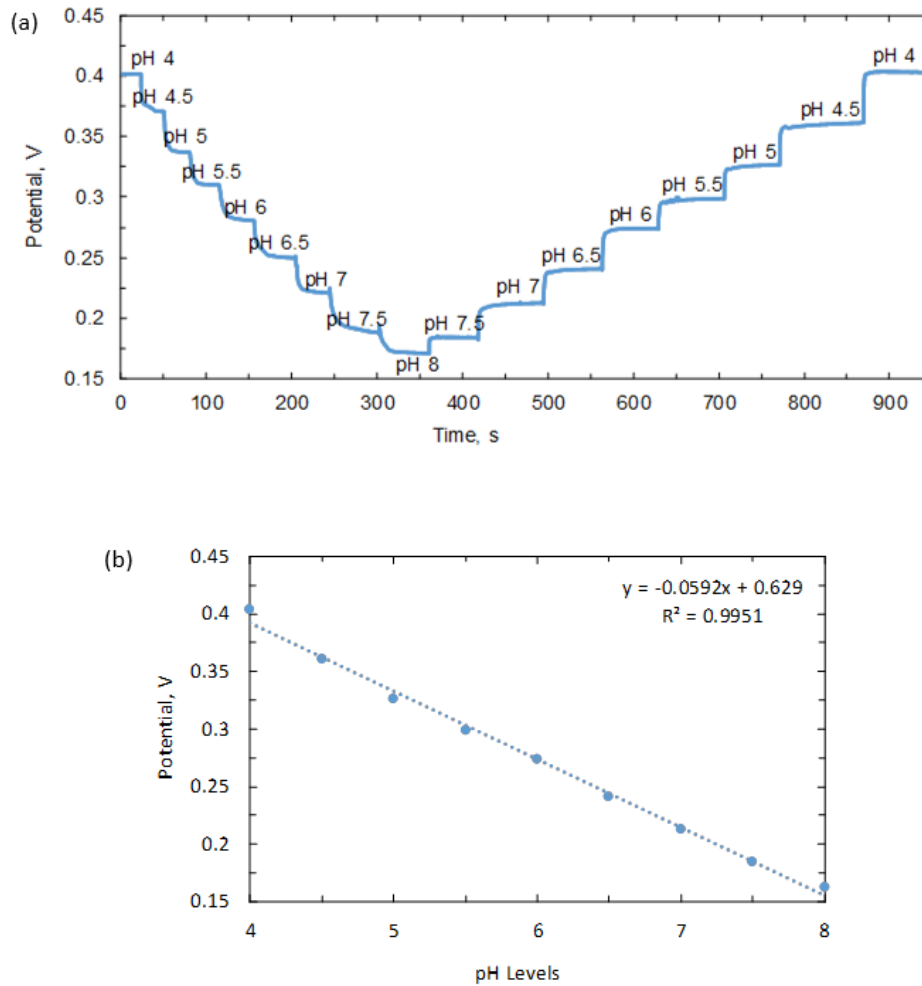 (a)
0.45
0.4
0.35
0.3
0.25
0.2
0.15
Potential, V
pH 4
pH 4.5
pH 5
pH 5.5
pH 6
pH 6.5
pH 7
pH 7.5
pH 8
pH 7.5
pH 7
pH 6.5
pH 6
pH 5.5
pH 5
pH 4.5
pH 4
0 100 200 300 400 500 600 700 800 900
Time, s
(b)
0.45
0.4
0.35
0.3
0.25
0.2
0.15
Potential, V
y = -0.0592x + 0.629
R² = 0.9951
4 5 6 7 8
pH Levels